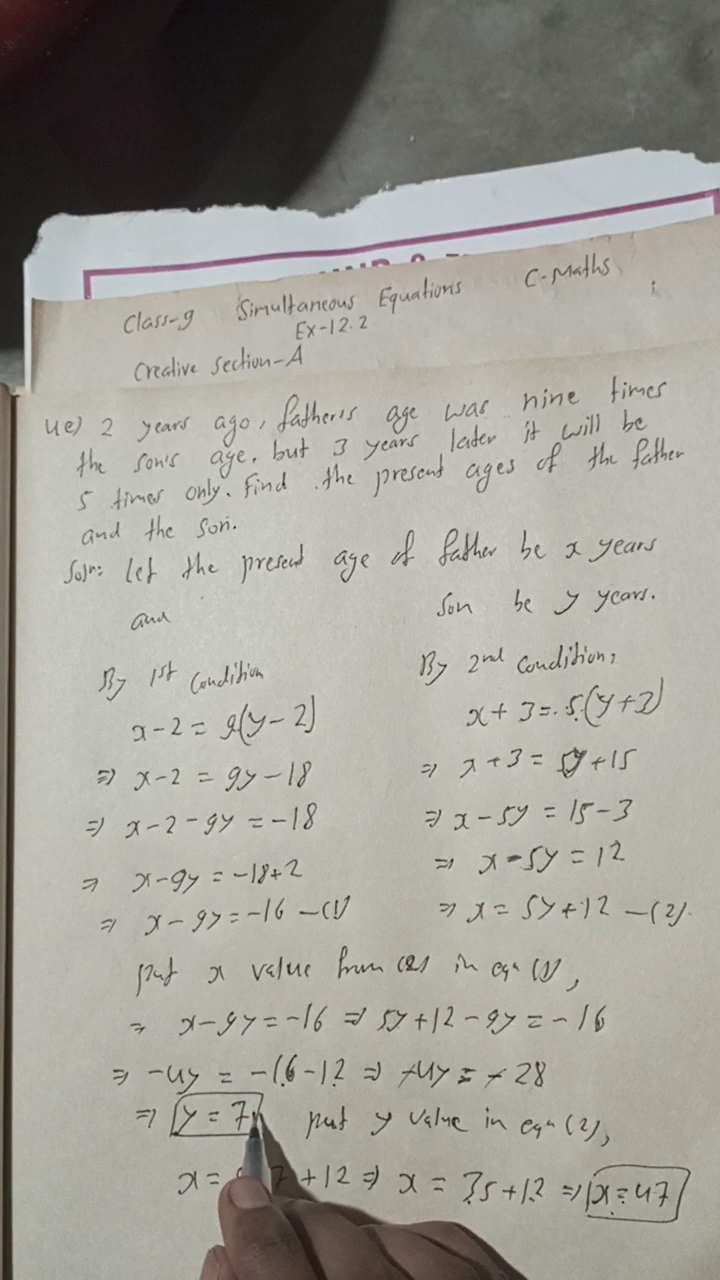 Class-9 Simultaneous Equations C-Maths
Ex-12.2
Creative Section-A
4e) 2 years ago, father's age was nine times
the son's age. but 3 years later it will be
5 times only. Find the present ages of the father
and the son.
Soln: Let the present age of father be x years
and son be y years.
By 1st Condition
x-2 = 9(y-2)
⇒ x-2 = 9y-18
⇒ x-2-9y = -18
⇒ x-9y = -18+2
⇒ x-9y = -16 -(1)
By 2nd Condition,
x+3 = 5(y+3)
⇒ x+3 = 5y+15
⇒ x-5y = 15-3
⇒ x-5y = 12
⇒ x = 5y+12 -(2)
put x value from (2) in eqn (1),
⇒ x-9y = -16 ⇒ 5y+12-9y = -16
⇒ -4y = -16-12 ⇒ -4y = -28
⇒ y = 7 put y value in eqn (2),
x = +12 ⇒ x = 35+12 ⇒ x = 47